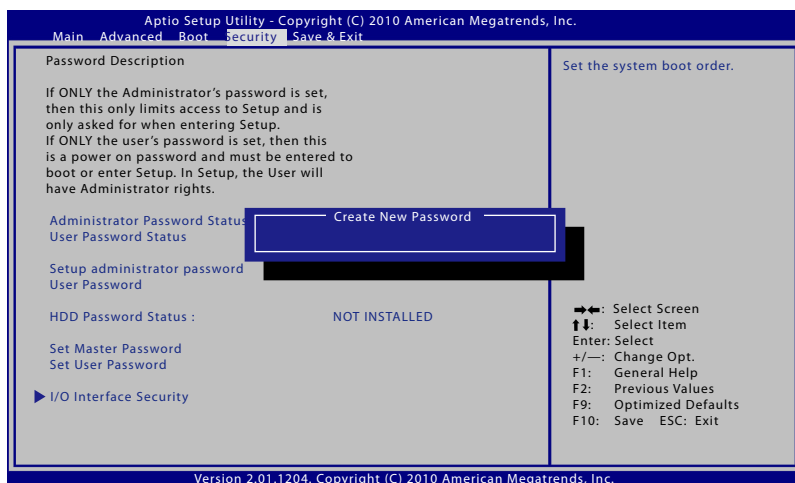 Aptio Setup Utility - Copyright (C) 2010 American Megatrends, Inc.
Main Advanced Boot Security Save & Exit
Password Description
If ONLY the Administrator's password is set,
then this only limits access to Setup and is
only asked for when entering Setup.
If ONLY the user's password is set, then this
is a power on password and must be entered to
boot or enter Setup. In Setup, the User will
have Administrator rights.
Administrator Password Status
User Password Status
Create New Password
Setup administrator password
User Password
HDD Password Status : NOT INSTALLED
Set Master Password
Set User Password
I/O Interface Security
Set the system boot order.
→←: Select Screen
↑↓: Select Item
Enter: Select
+/—: Change Opt.
F1: General Help
F2: Previous Values
F9: Optimized Defaults
F10: Save ESC: Exit
Version 2.01.1204. Copyright (C) 2010 American Megatrends, Inc.